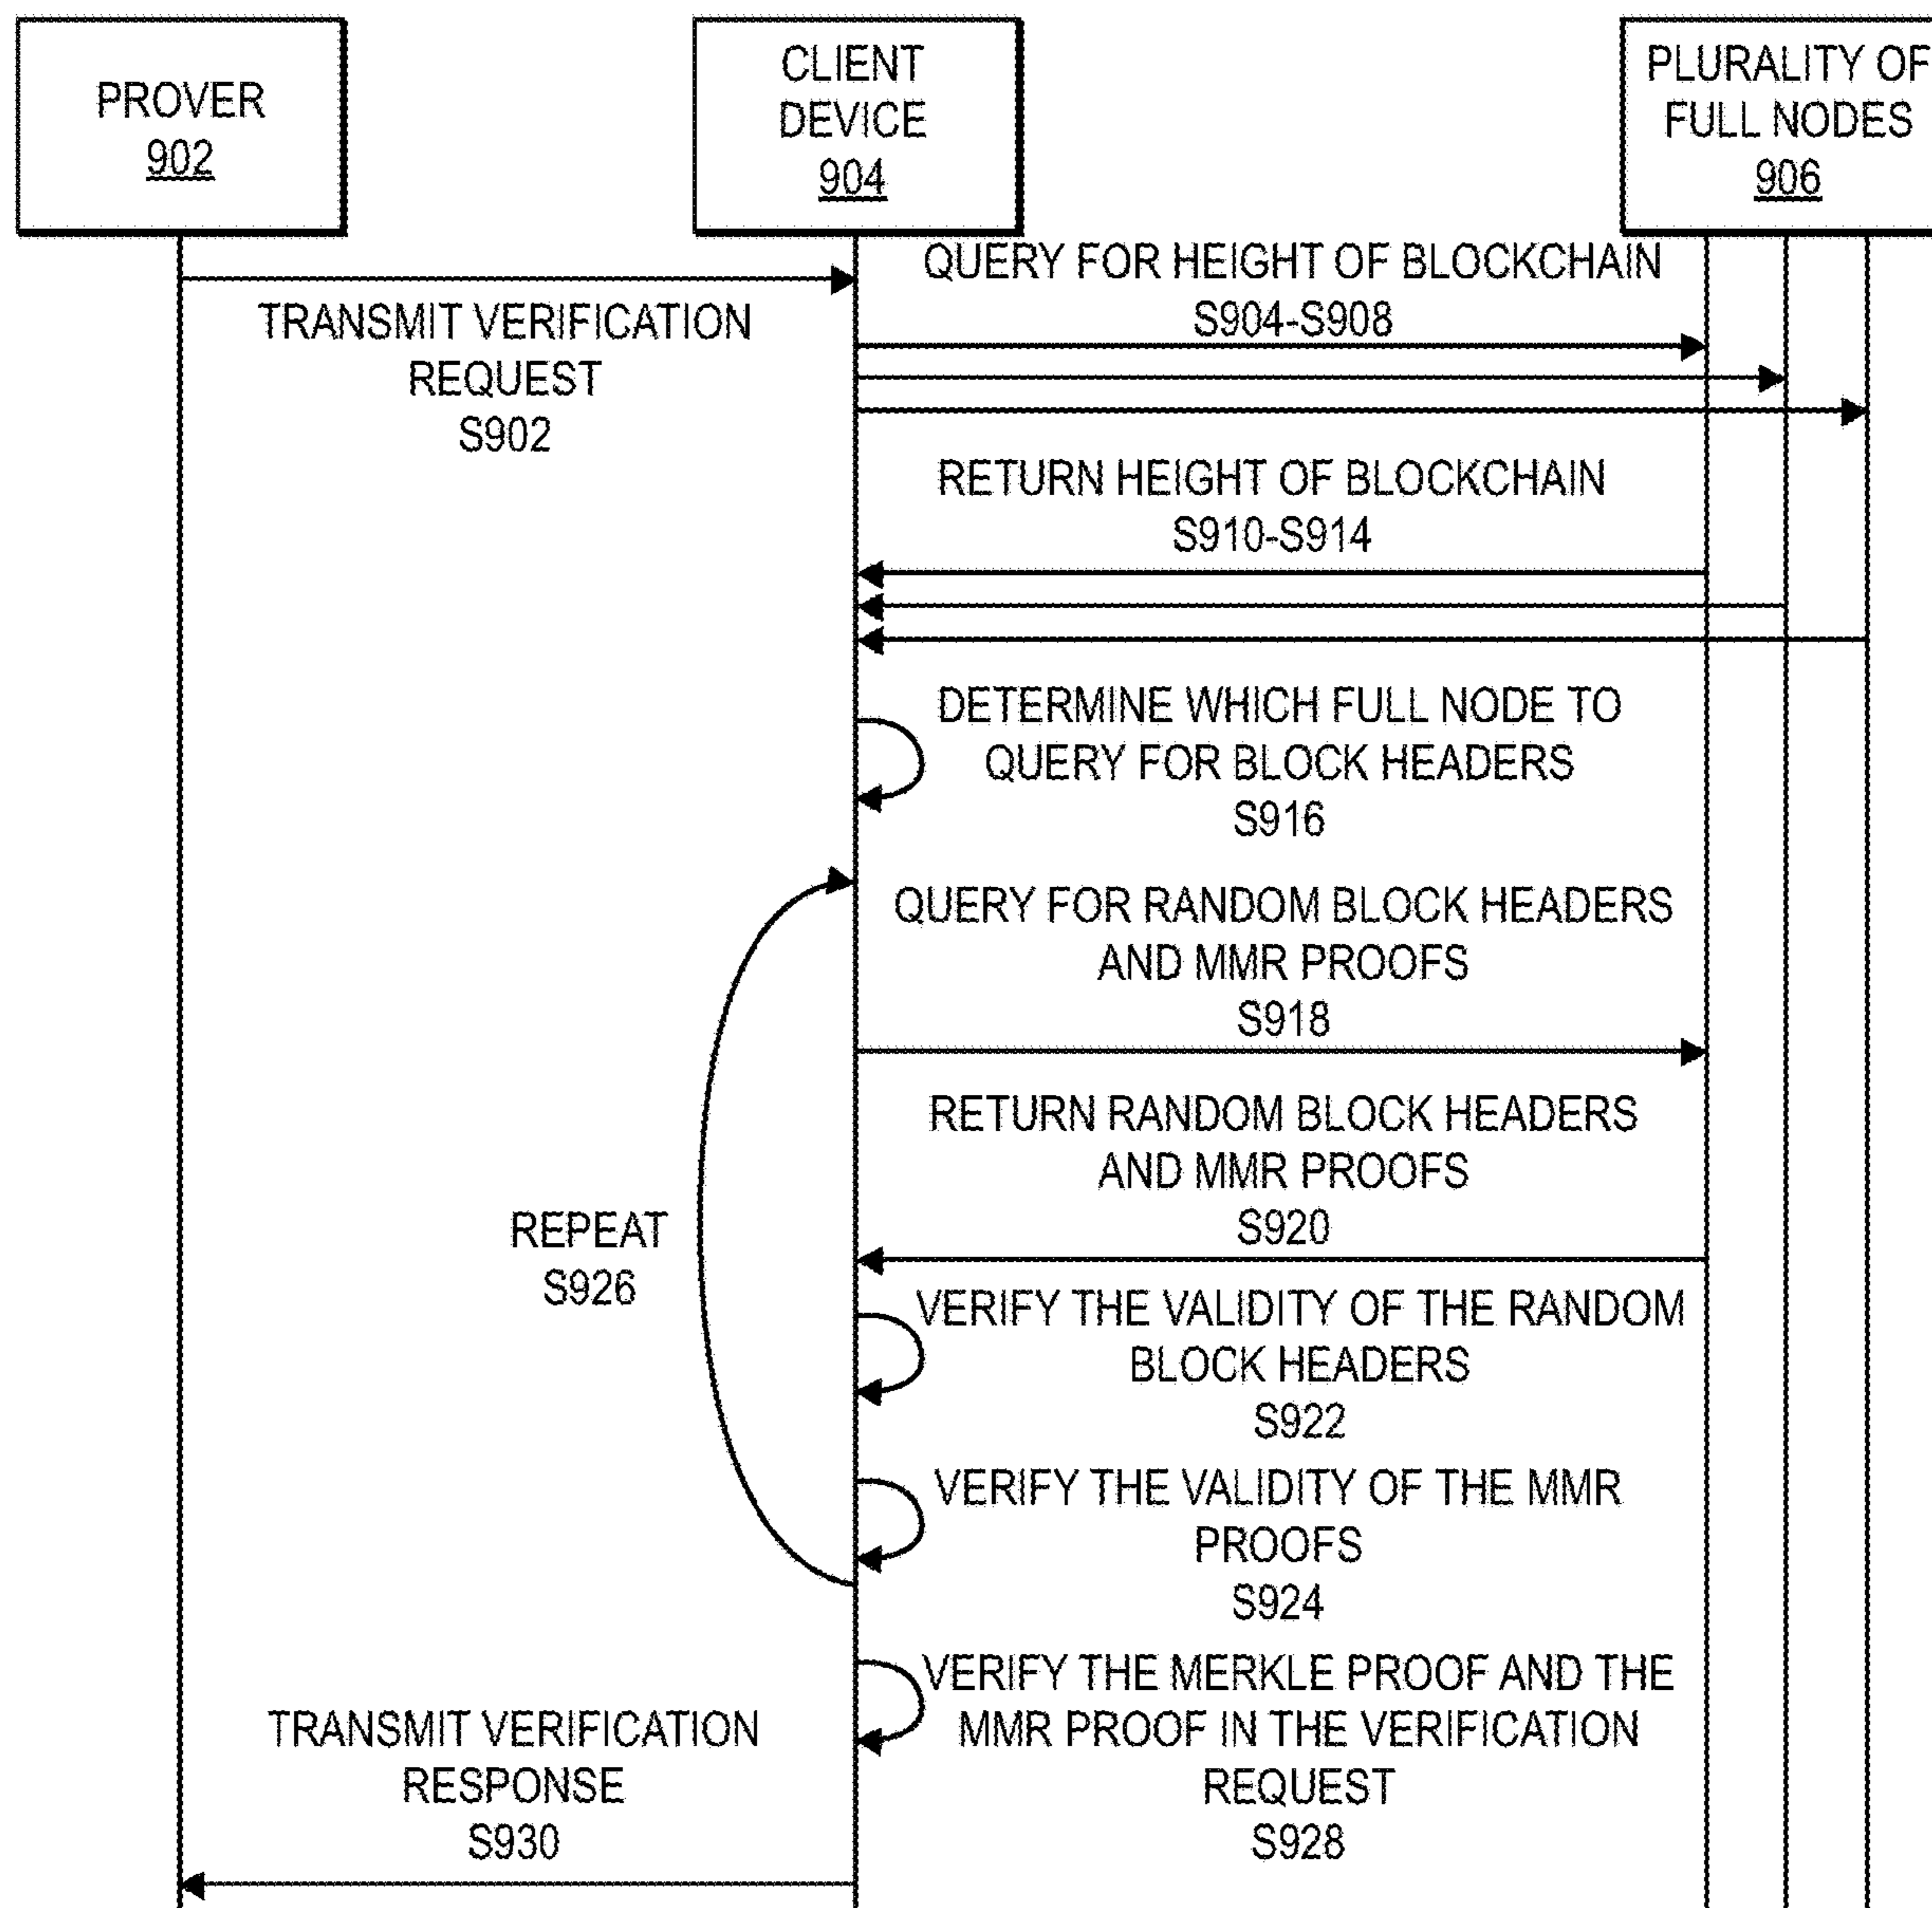 PROVER
902
CLIENT
DEVICE
904
PLURALITY OF
FULL NODES
906
TRANSMIT VERIFICATION
REQUEST
S902
QUERY FOR HEIGHT OF BLOCKCHAIN
S904-S908
RETURN HEIGHT OF BLOCKCHAIN
S910-S914
DETERMINE WHICH FULL NODE TO
QUERY FOR BLOCK HEADERS
S916
QUERY FOR RANDOM BLOCK HEADERS
AND MMR PROOFS
S918
RETURN RANDOM BLOCK HEADERS
AND MMR PROOFS
S920
REPEAT
S926
VERIFY THE VALIDITY OF THE RANDOM
BLOCK HEADERS
S922
VERIFY THE VALIDITY OF THE MMR
PROOFS
S924
VERIFY THE MERKLE PROOF AND THE
MMR PROOF IN THE VERIFICATION
REQUEST
S928
TRANSMIT VERIFICATION
RESPONSE
S930